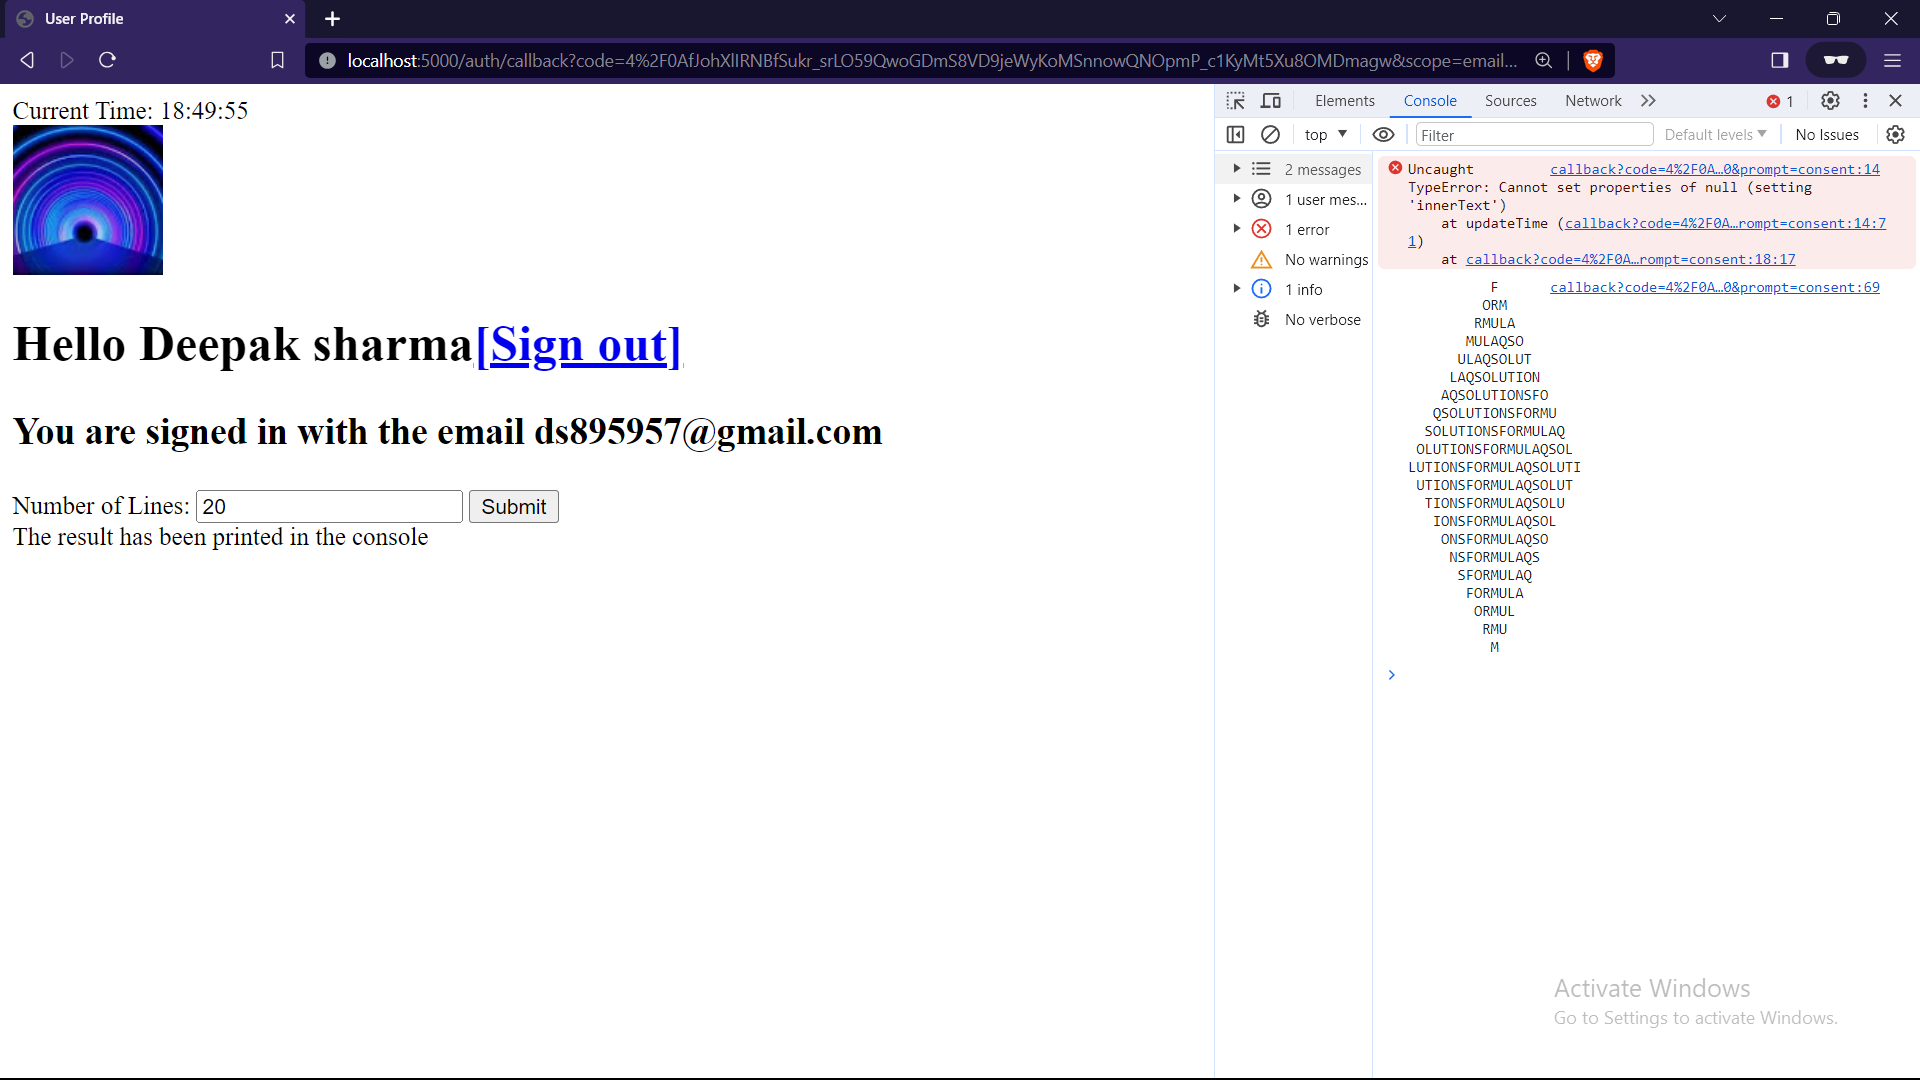 User Profile
localhost:5000/auth/callback?code=4%2F0AfJohXlIRNBfSukr_srLO59QwoGDmS8VD9jeWyKoMSnnowQNOpmP_c1KyMt5Xu8OMDmagw&scope=email...
Current Time: 18:49:55
Hello Deepak sharma[Sign out]
You are signed in with the email ds895957@gmail.com
Number of Lines: 20 Submit
The result has been printed in the console
Elements Console Sources Network 1
top Filter Default levels No Issues
2 messages
1 user mes...
1 error
No warnings
1 info
No verbose
Uncaught callback?code=4%2F0A…0&prompt=consent:14
TypeError: Cannot set properties of null (setting
'innerText')
at updateTime (callback?code=4%2F0A…rompt=consent:14:7
1)
at callback?code=4%2F0A…rompt=consent:18:17
F callback?code=4%2F0A…0&prompt=consent:69
ORM
RMULA
MULAQSO
ULAQSOLUT
LAQSOLUTION
AQSOLUTIONSFO
QSOLUTIONSFORMU
SOLUTIONSFORMULAQ
OLUTIONSFORMULAQSOL
LUTIONSFORMULAQSOLUTI
UTIONSFORMULAQSOLUT
TIONSFORMULAQSOLU
IONSFORMULAQSOL
ONSFORMULAQSO
NSFORMULAQS
SFORMULAQ
FORMULA
ORMUL
RMU
M
Activate Windows
Go to Settings to activate Windows.